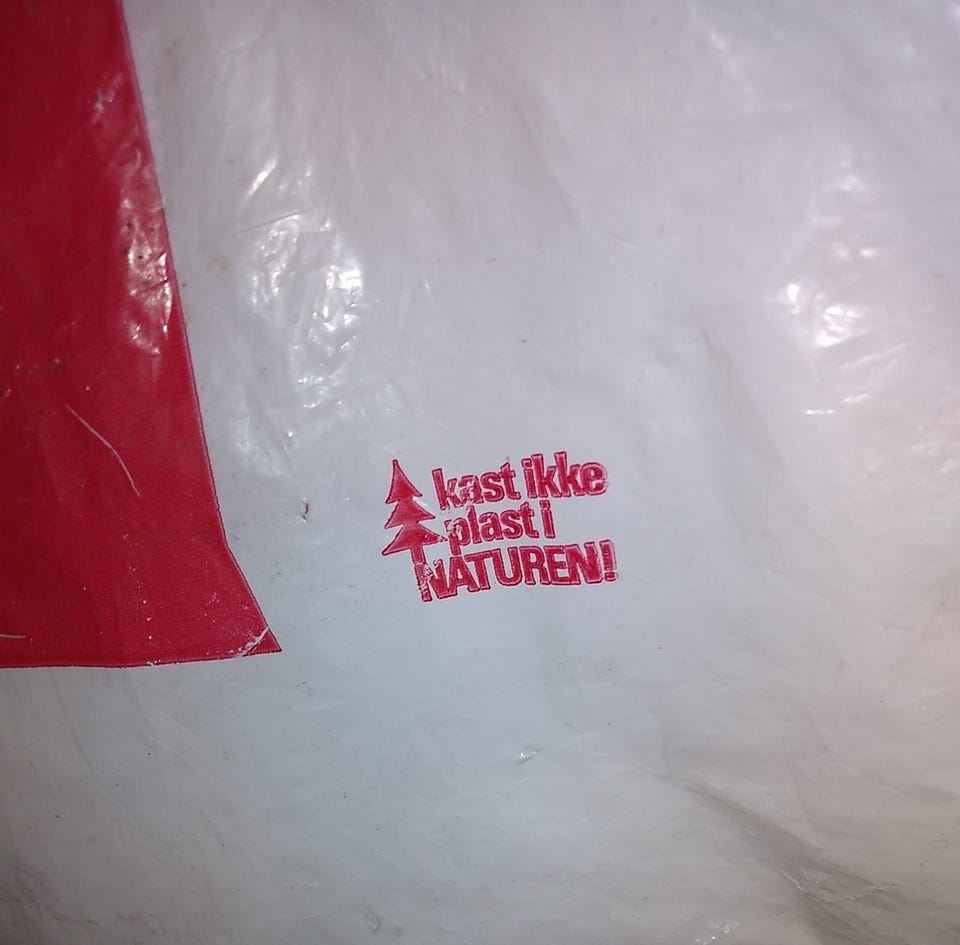 kast ikke
plast i
NATUREN!